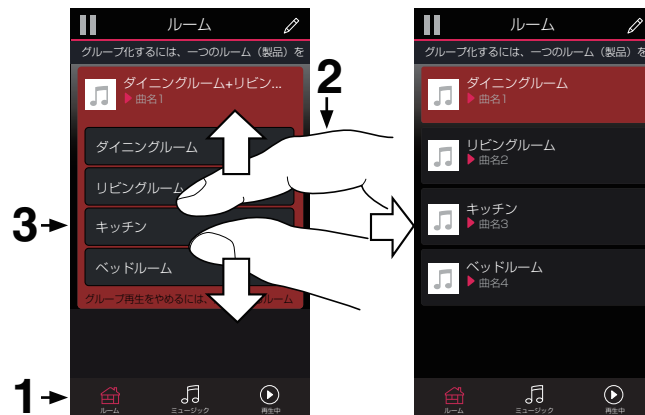 ルーム
グループ化するには、一つのルーム（製品）を
ダイニングルーム+リビン...
曲名1
ダイニングルーム
リビングルーム
キッチン
ベッドルーム
グループ再生をやめるには、
ルーム
ルーム
ミュージック
再生中
2
3
1
ルーム
グループ化するには、一つのルーム（製品）を
ダイニングルーム
曲名1
リビングルーム
曲名2
キッチン
曲名3
ベッドルーム
曲名4
ルーム
ミュージック
再生中